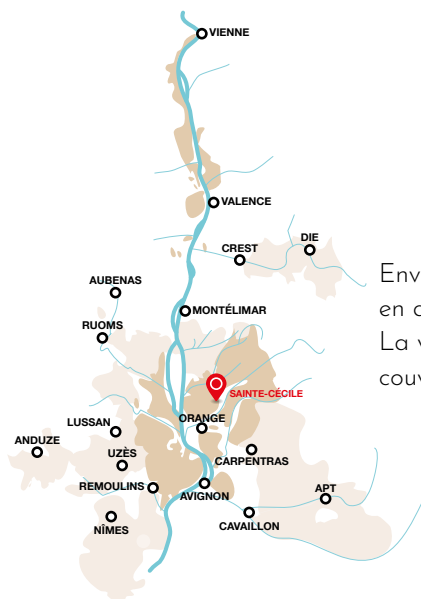 VIENNE
VALENCE
CREST
DIE
AUBENAS
MONTÉLIMAR
RUOMS
SAINTE-CÉCILE
ORANGE
LUSSAN
ANDUZE
UZÈS
CARPENTRAS
REMOULINS
AVIGNON
APT
NÎMES
CAVAILLON
Env
en
La
couv